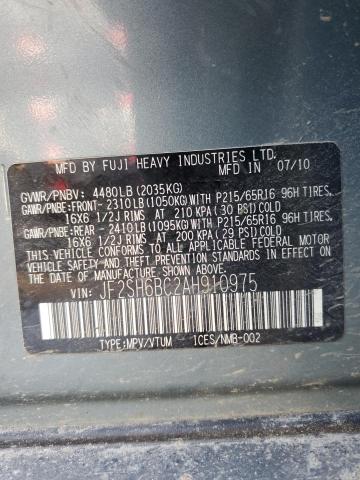 MFD BY FUJI HEAVY INDUSTRIES LTD.
MFD IN 07/10
GVWR/PNBV: 4480LB (2035KG)
GAWR/PNBE:FRONT- 2310LB (1050KG) WITH P215/65R16 96H TIRES,
16X6 1/2J RIMS AT 210 KPA (30 PSI) COLD
GAWR/PNBE:REAR - 2410LB (1095KG) WITH P215/65R16 96H TIRES,
16X6 1/2J RIMS AT 200 KPA (29 PSI) COLD
THIS VEHICLE CONFORMS TO ALL APPLICABLE FEDERAL MOTOR
VEHICLE SAFETY, BUMPER, AND THEFT PREVENTION STANDARDS IN EFFECT ON
THE DATE OF MANUFACTURE SHOWN ABOVE.
VIN: JF2SH6BC2AH910975
TYPE:MPV/VTUM ICES/NMB-002